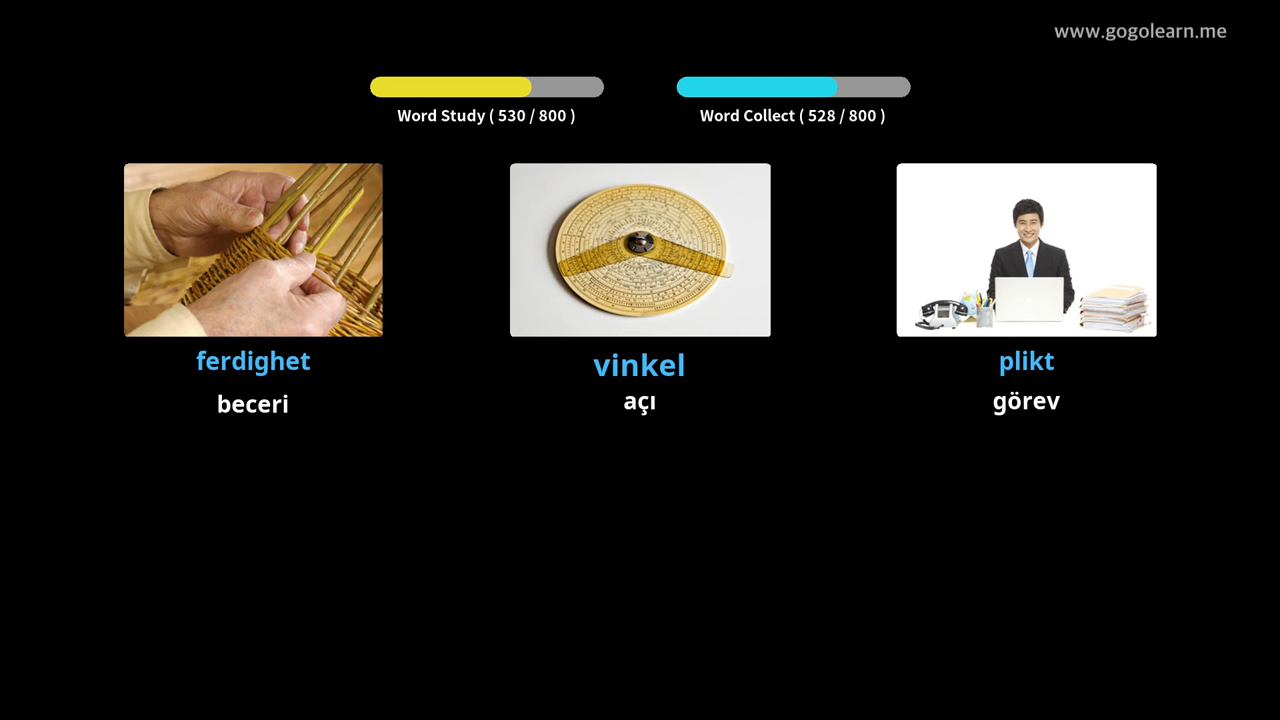 www.gogolearn.me
Word Study ( 530 / 800 )
Word Collect ( 528 / 800 )
ferdighet
beceri
vinkel
açı
plikt
görev